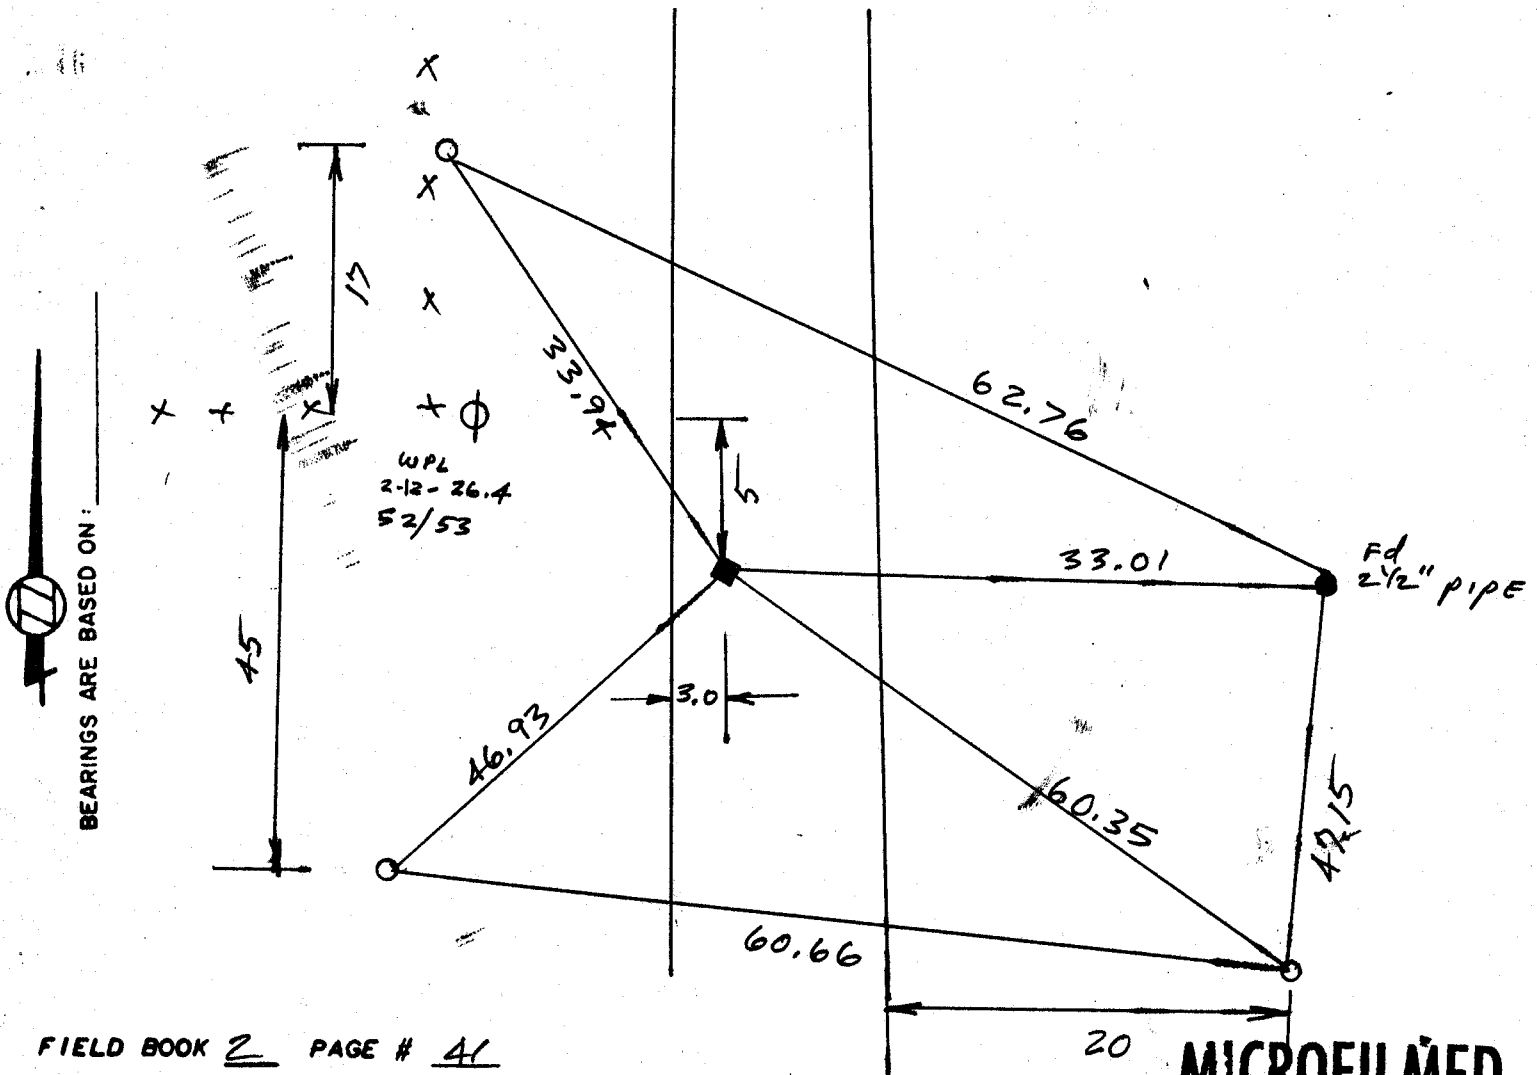 17
33.94
62.76
WPL
2-12-26.4
52/53
5
33.01
Fd
2 1/2" PIPE
BEARINGS ARE BASED ON:
45
3.0
46.93
60.35
60.66
20
FIELD BOOK 2 PAGE # 41
MICROFILMED